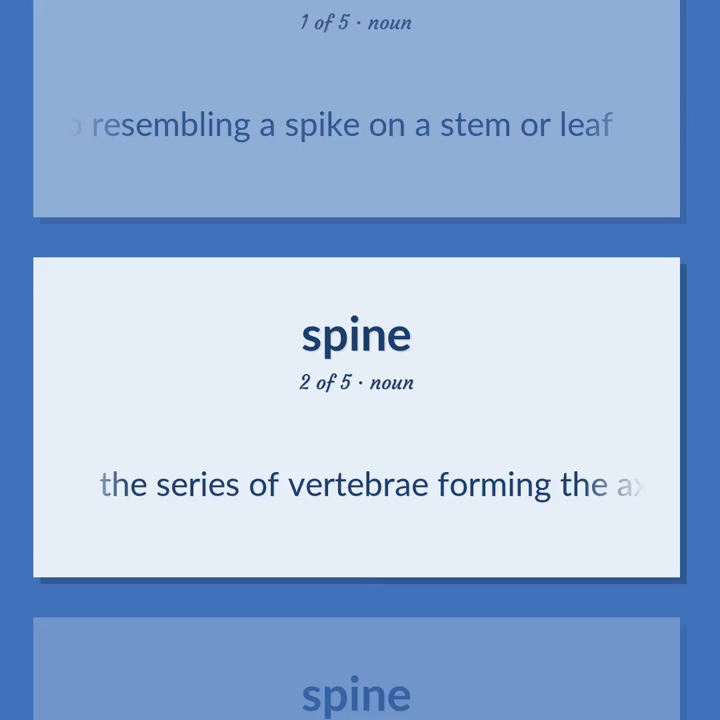 1 of 5 · noun
resembling a spike on a stem or leaf
spine
2 of 5 · noun
the series of vertebrae forming the
spine